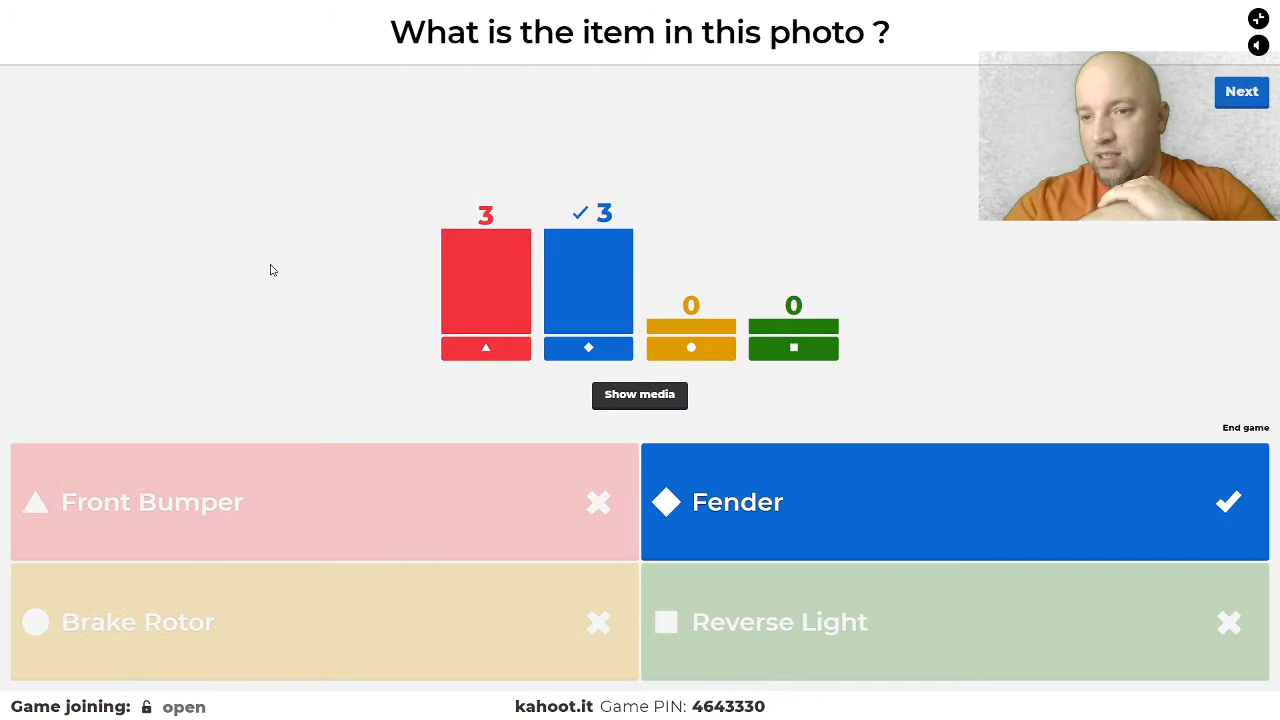 What is the item in this photo ?
Next
3
3
0
0
Show media
End game
Front Bumper
Fender
Brake Rotor
Reverse Light
Game joining: open
kahoot.it Game PIN: 4643330